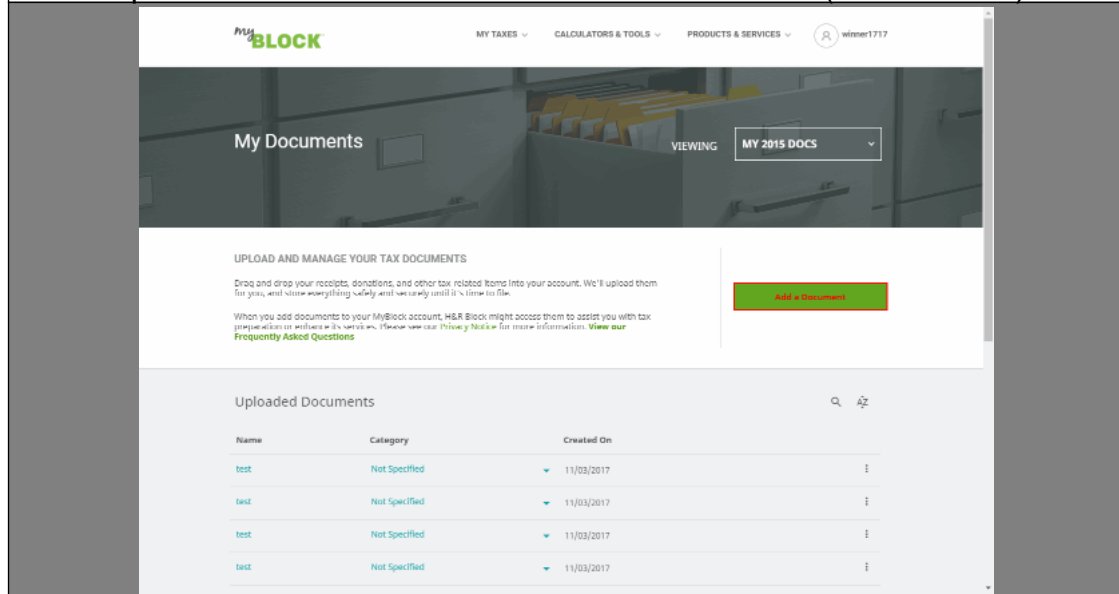 my
BLOCK
MY TAXES
CALCULATORS & TOOLS
PRODUCTS & SERVICES
winner1717
My Documents
VIEWING
MY 2015 DOCS
UPLOAD AND MANAGE YOUR TAX DOCUMENTS
Drag and drop your receipts, donations, and other tax-related items into your account. We'll upload them
for you, and store everything safely and securely until it's time to file.
When you add documents to your MyBlock account, H&R Block might access them to assist you with tax
preparation or enhance its services. Please see our Privacy Notice for more information. View our
Frequently Asked Questions
Add a Document
Uploaded Documents
AZ
Name Category Created On
test Not Specified 11/03/2017
test Not Specified 11/03/2017
test Not Specified 11/03/2017
test Not Specified 11/03/2017